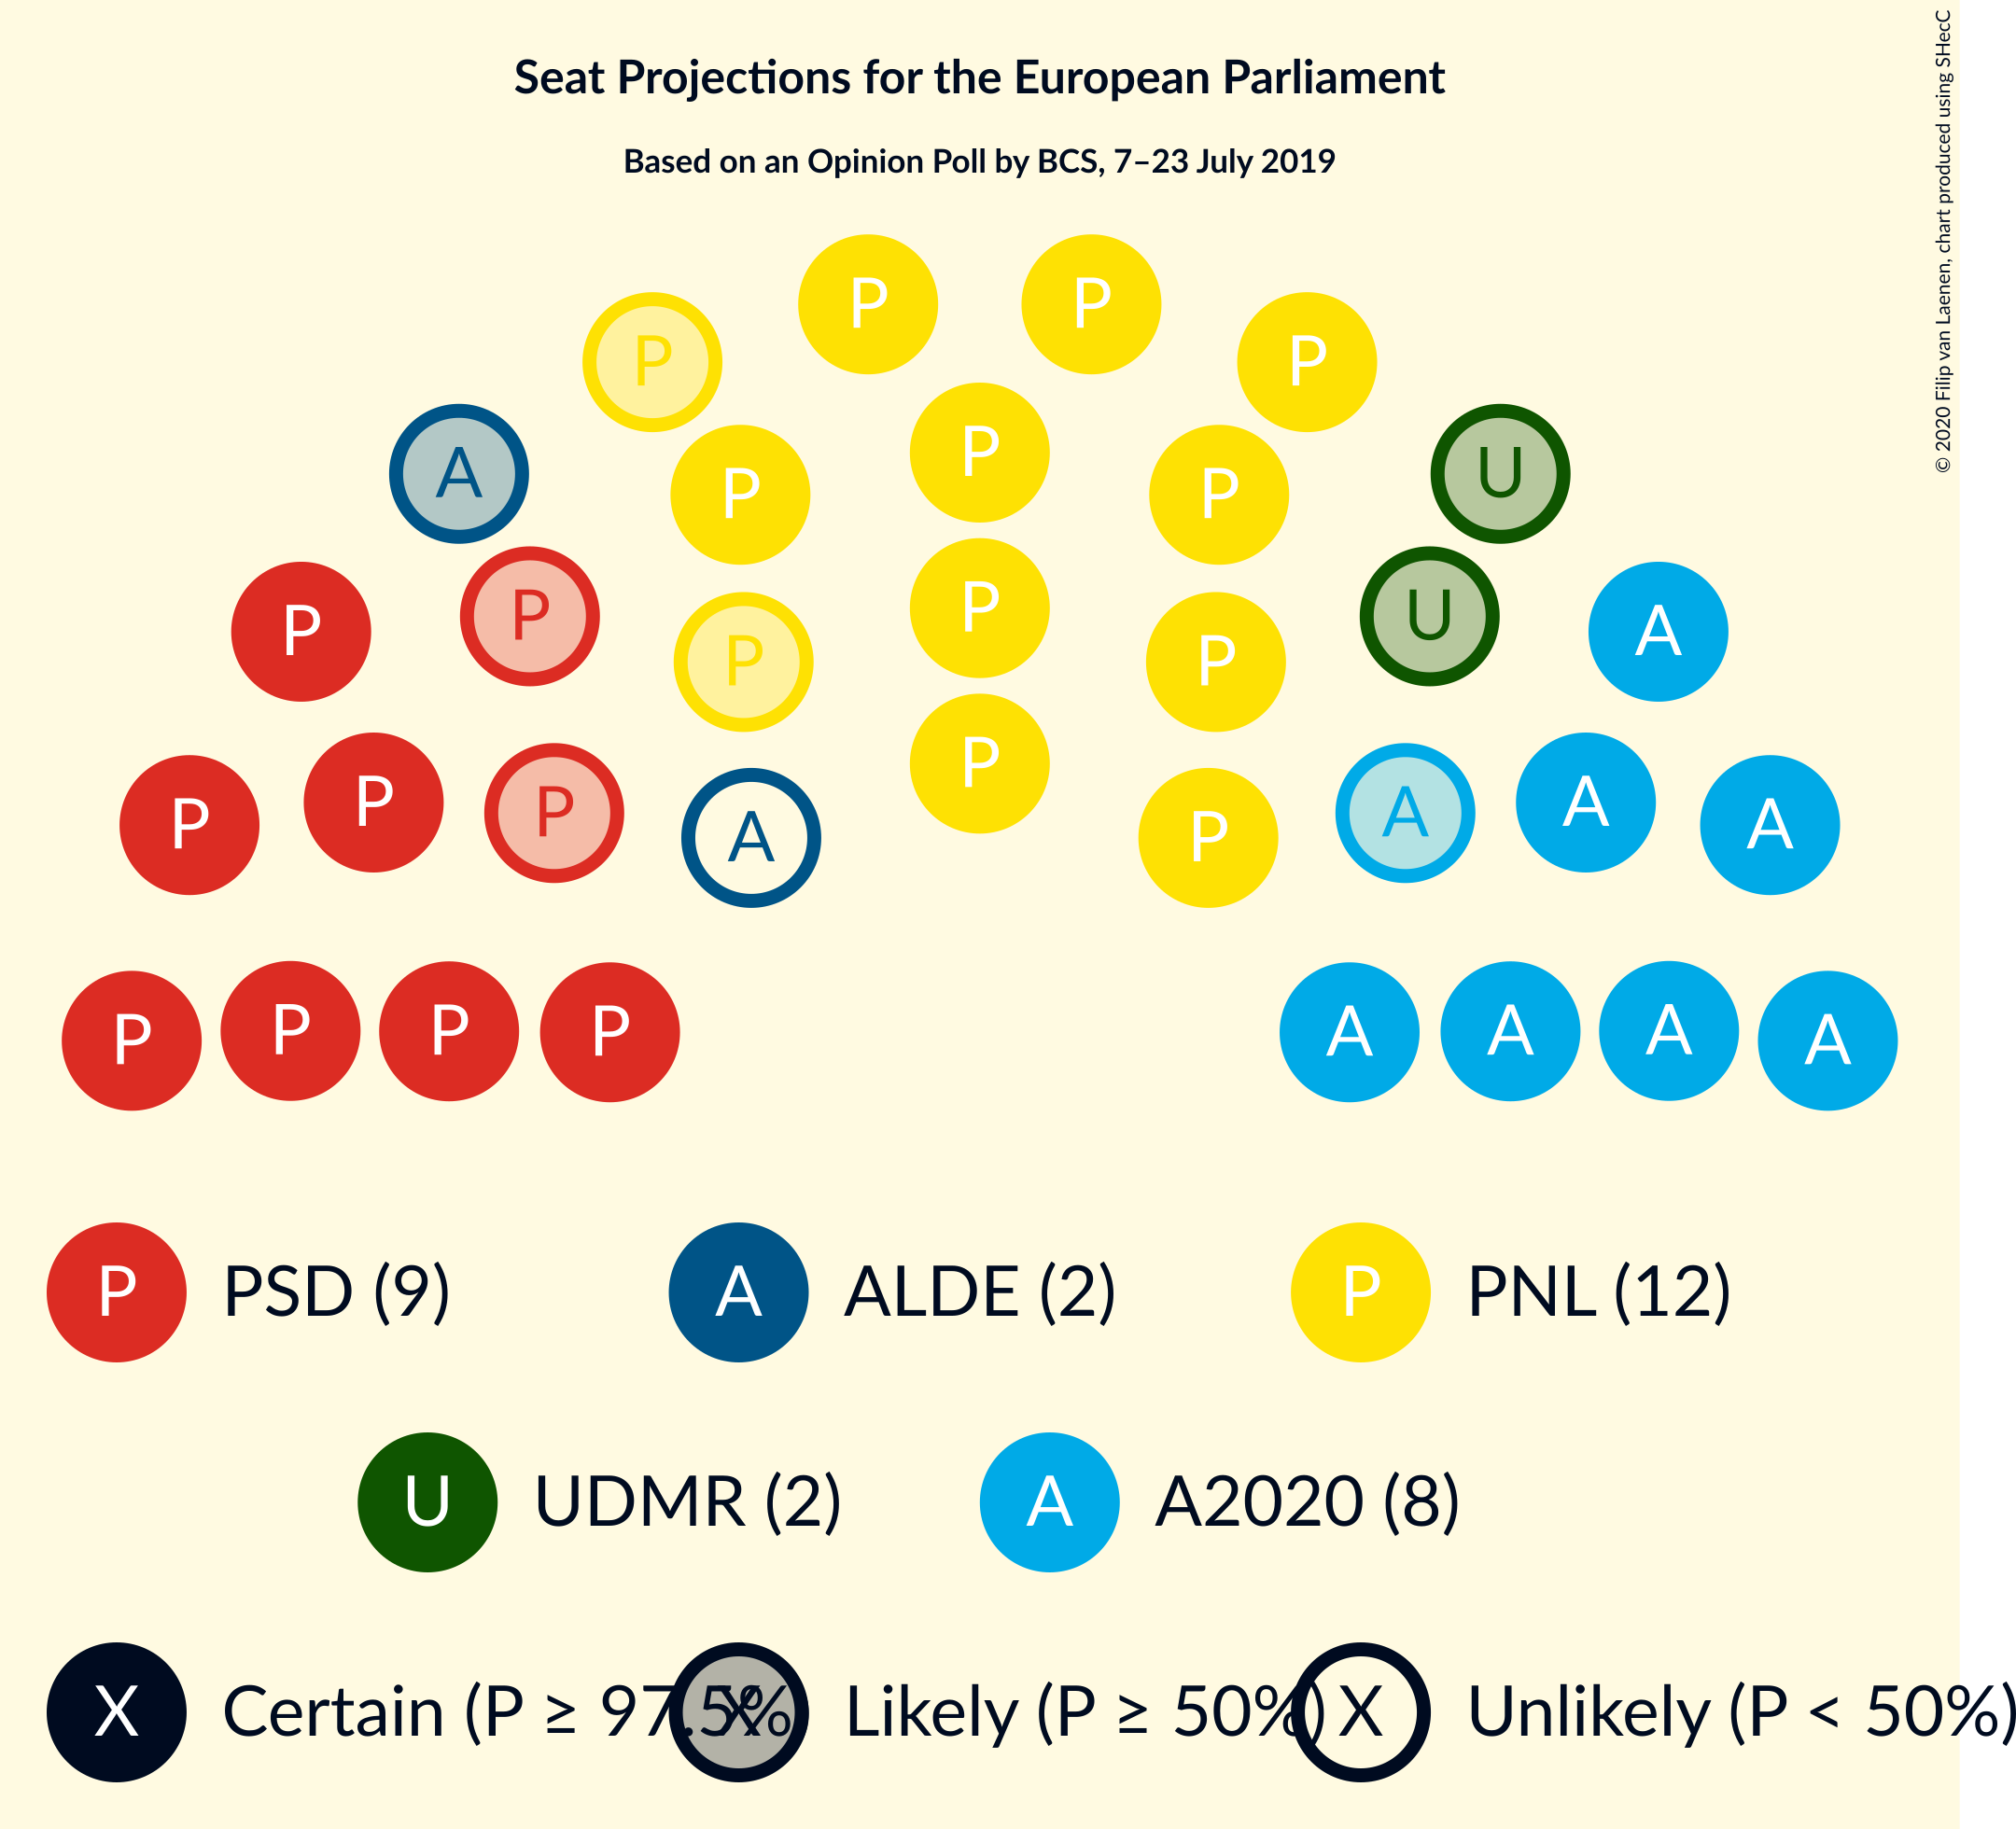 Seat Projections for the European Parliament
Based on an Opinion Poll by BCS, 7–23 July 2019
© 2020 Filip van Laenen, chart produced using SHecC
P P
P P
P
A U
P P P
P U
P
P P A
P P
P A
P A
P P A A
P
A P
P P P P A A A A
P PSD (9) A ALDE (2) P PNL (12)
U UDMR (2) A A2020 (8)
X Certain (P ≥ 97.5% X Likely (P ≥ 50%) X Unlikely (P < 50%)